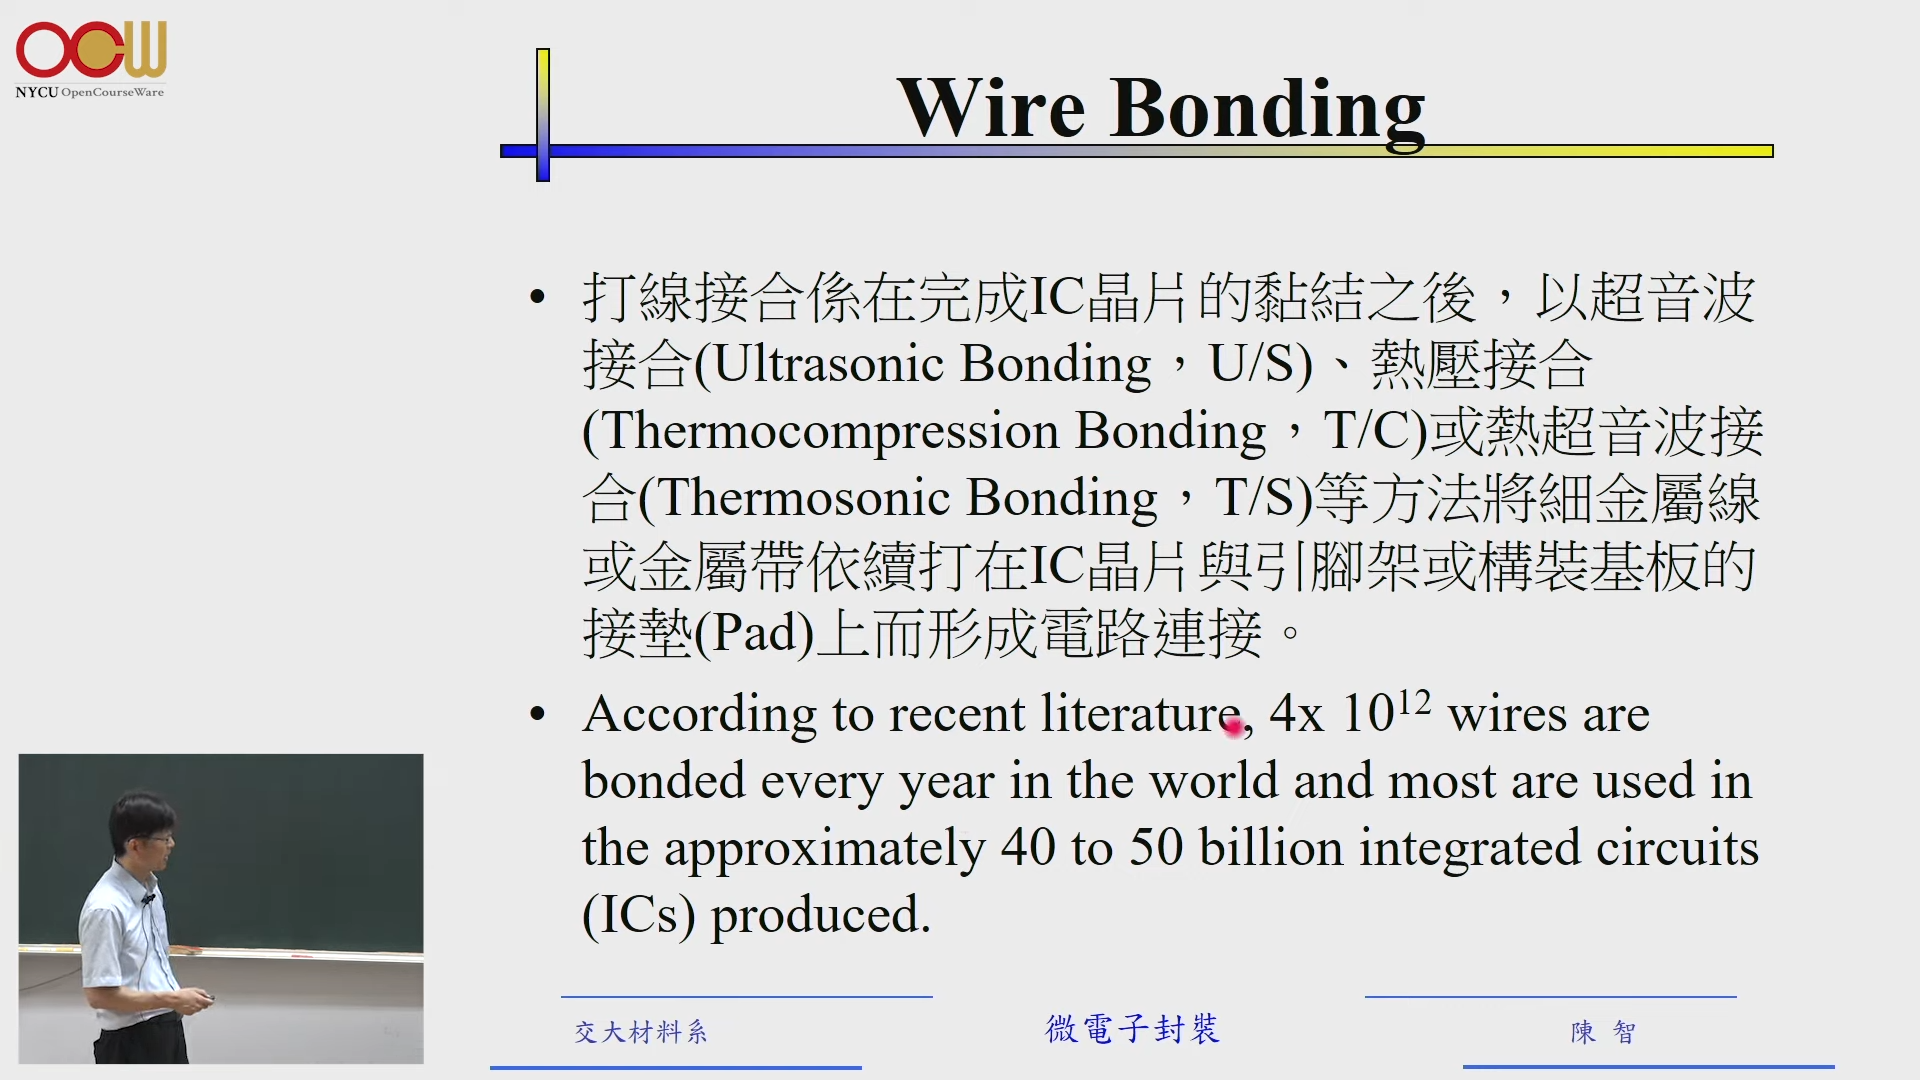 OCW
NYCU OpenCourseWare
Wire Bonding
• 打線接合係在完成IC晶片的黏結之後，以超音波
接合(Ultrasonic Bonding，U/S)、熱壓接合
(Thermocompression Bonding，T/C)或熱超音波接
合(Thermosonic Bonding，T/S)等方法將細金屬線
或金屬帶依續打在IC晶片與引腳架或構裝基板的
接墊(Pad)上而形成電路連接。
• According to recent literature, 4x 10¹² wires are
bonded every year in the world and most are used in
the approximately 40 to 50 billion integrated circuits
(ICs) produced.
交大材料系
微電子封裝
陳 智